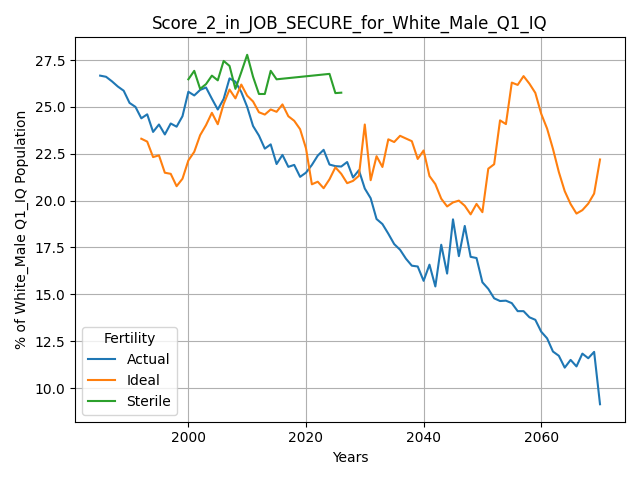 Score_2_in_JOB_SECURE_for_White_Male_Q1_IQ
% of White_Male Q1_IQ Population
27.5
25.0
22.5
20.0
17.5
15.0
12.5
10.0
Fertility
Actual
Ideal
Sterile
2000 2020 2040 2060
Years